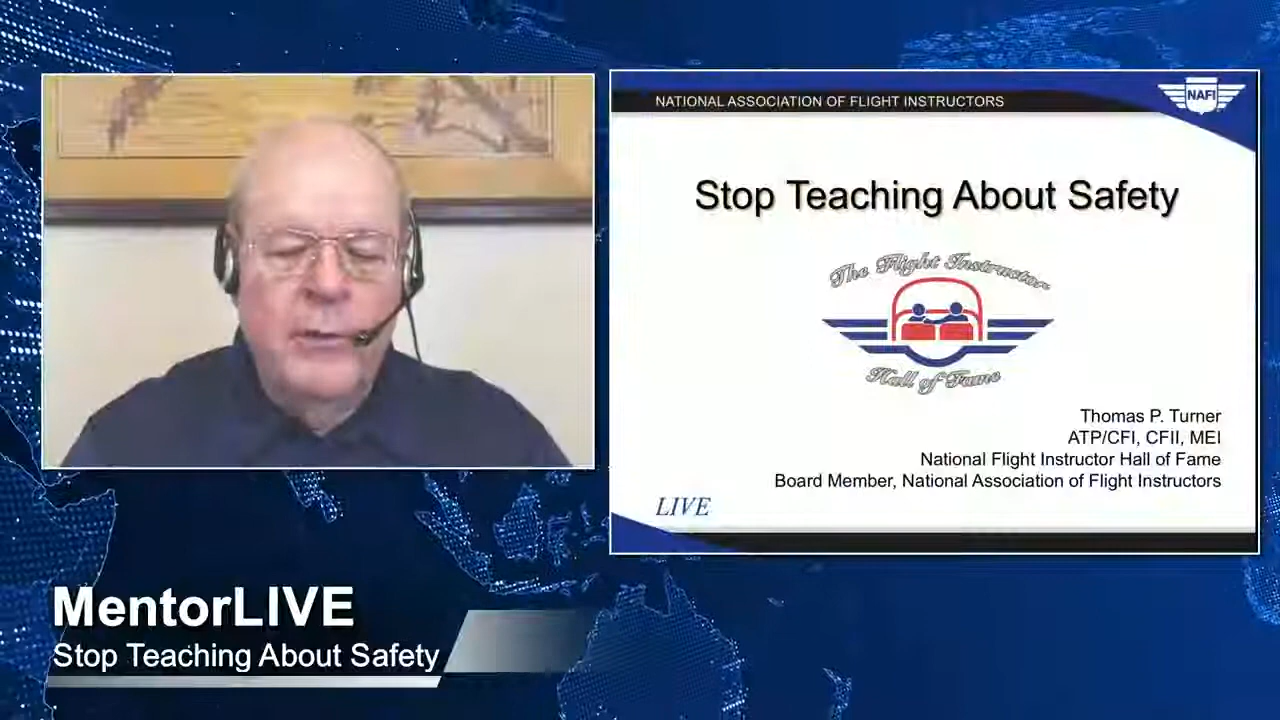 NATIONAL ASSOCIATION OF FLIGHT INSTRUCTORS
NAFI
Stop Teaching About Safety
The Flight Instructor
Hall of Fame
Thomas P. Turner
ATP/CFI, CFII, MEI
National Flight Instructor Hall of Fame
Board Member, National Association of Flight Instructors
LIVE
MentorLIVE
Stop Teaching About Safety